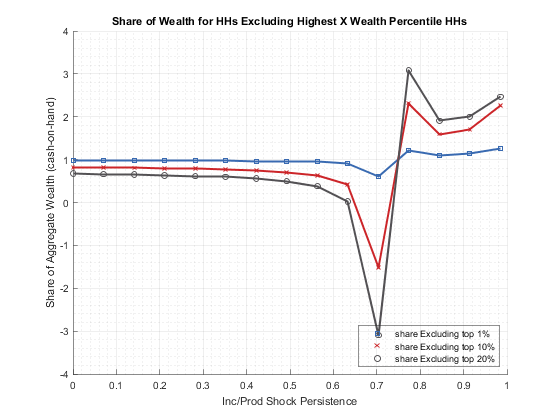 Share of Wealth for HHs Excluding Highest X Wealth Percentile HHs
4
3
2
1
0
-1
-2
-3
-4
Share of Aggregate Wealth (cash-on-hand)
share Excluding top 1%
share Excluding top 10%
share Excluding top 20%
0 0.1 0.2 0.3 0.4 0.5 0.6 0.7 0.8 0.9 1
Inc/Prod Shock Persistence